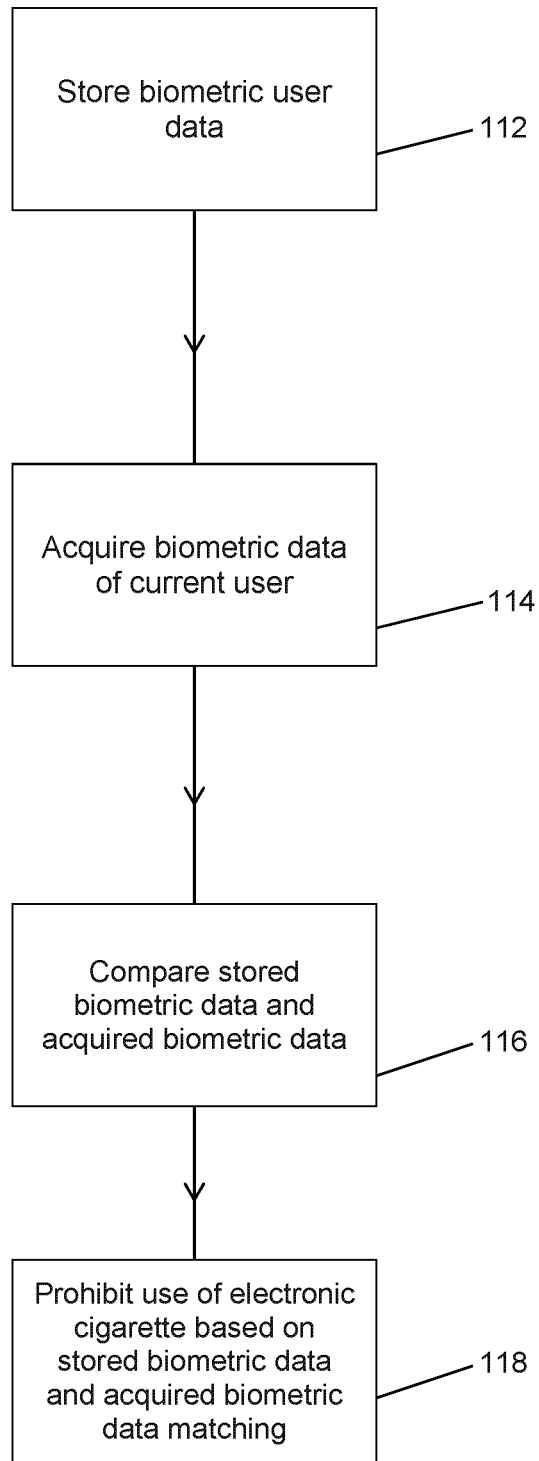 Store biometric user
data
112
Acquire biometric data
of current user
114
Compare stored
biometric data and
acquired biometric data
116
Prohibit use of electronic
cigarette based on
stored biometric data
and acquired biometric
data matching
118